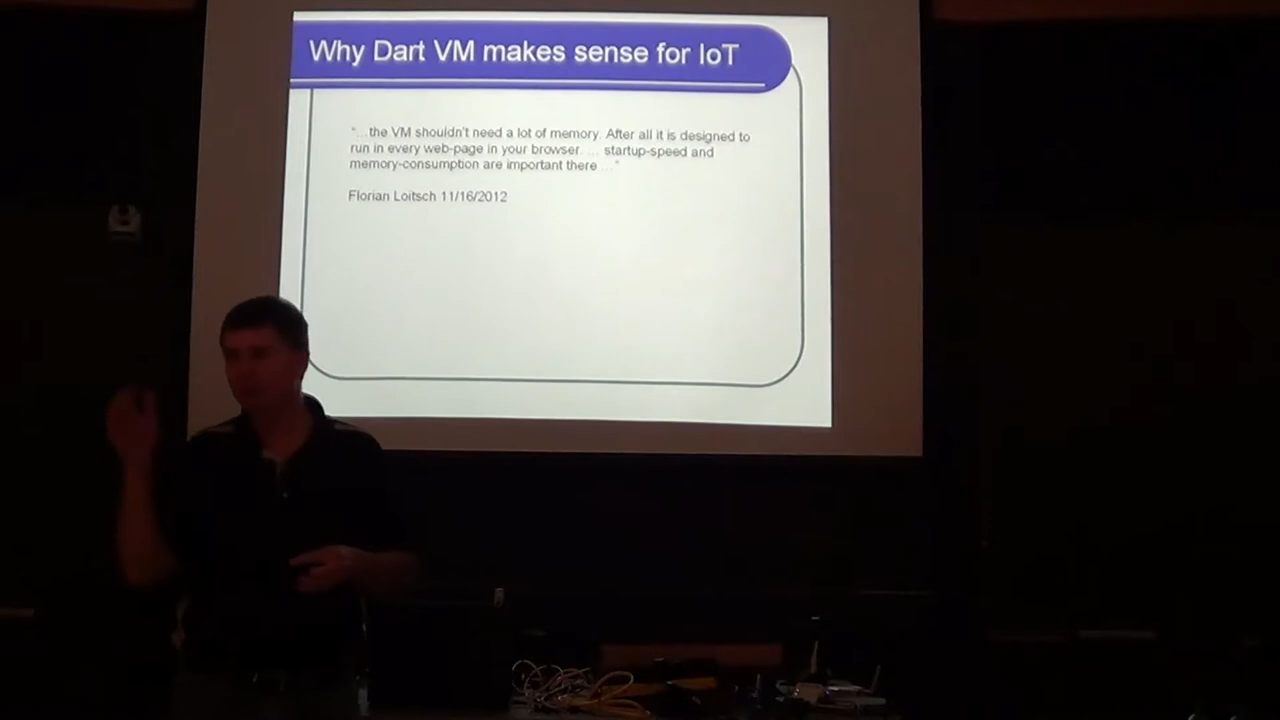 Why Dart VM makes sense for IoT
"...the VM shouldn't need a lot of memory. After all it is designed to
run in every web-page in your browser. ... startup-speed and
memory-consumption are important there ..."
Florian Loitsch 11/16/2012